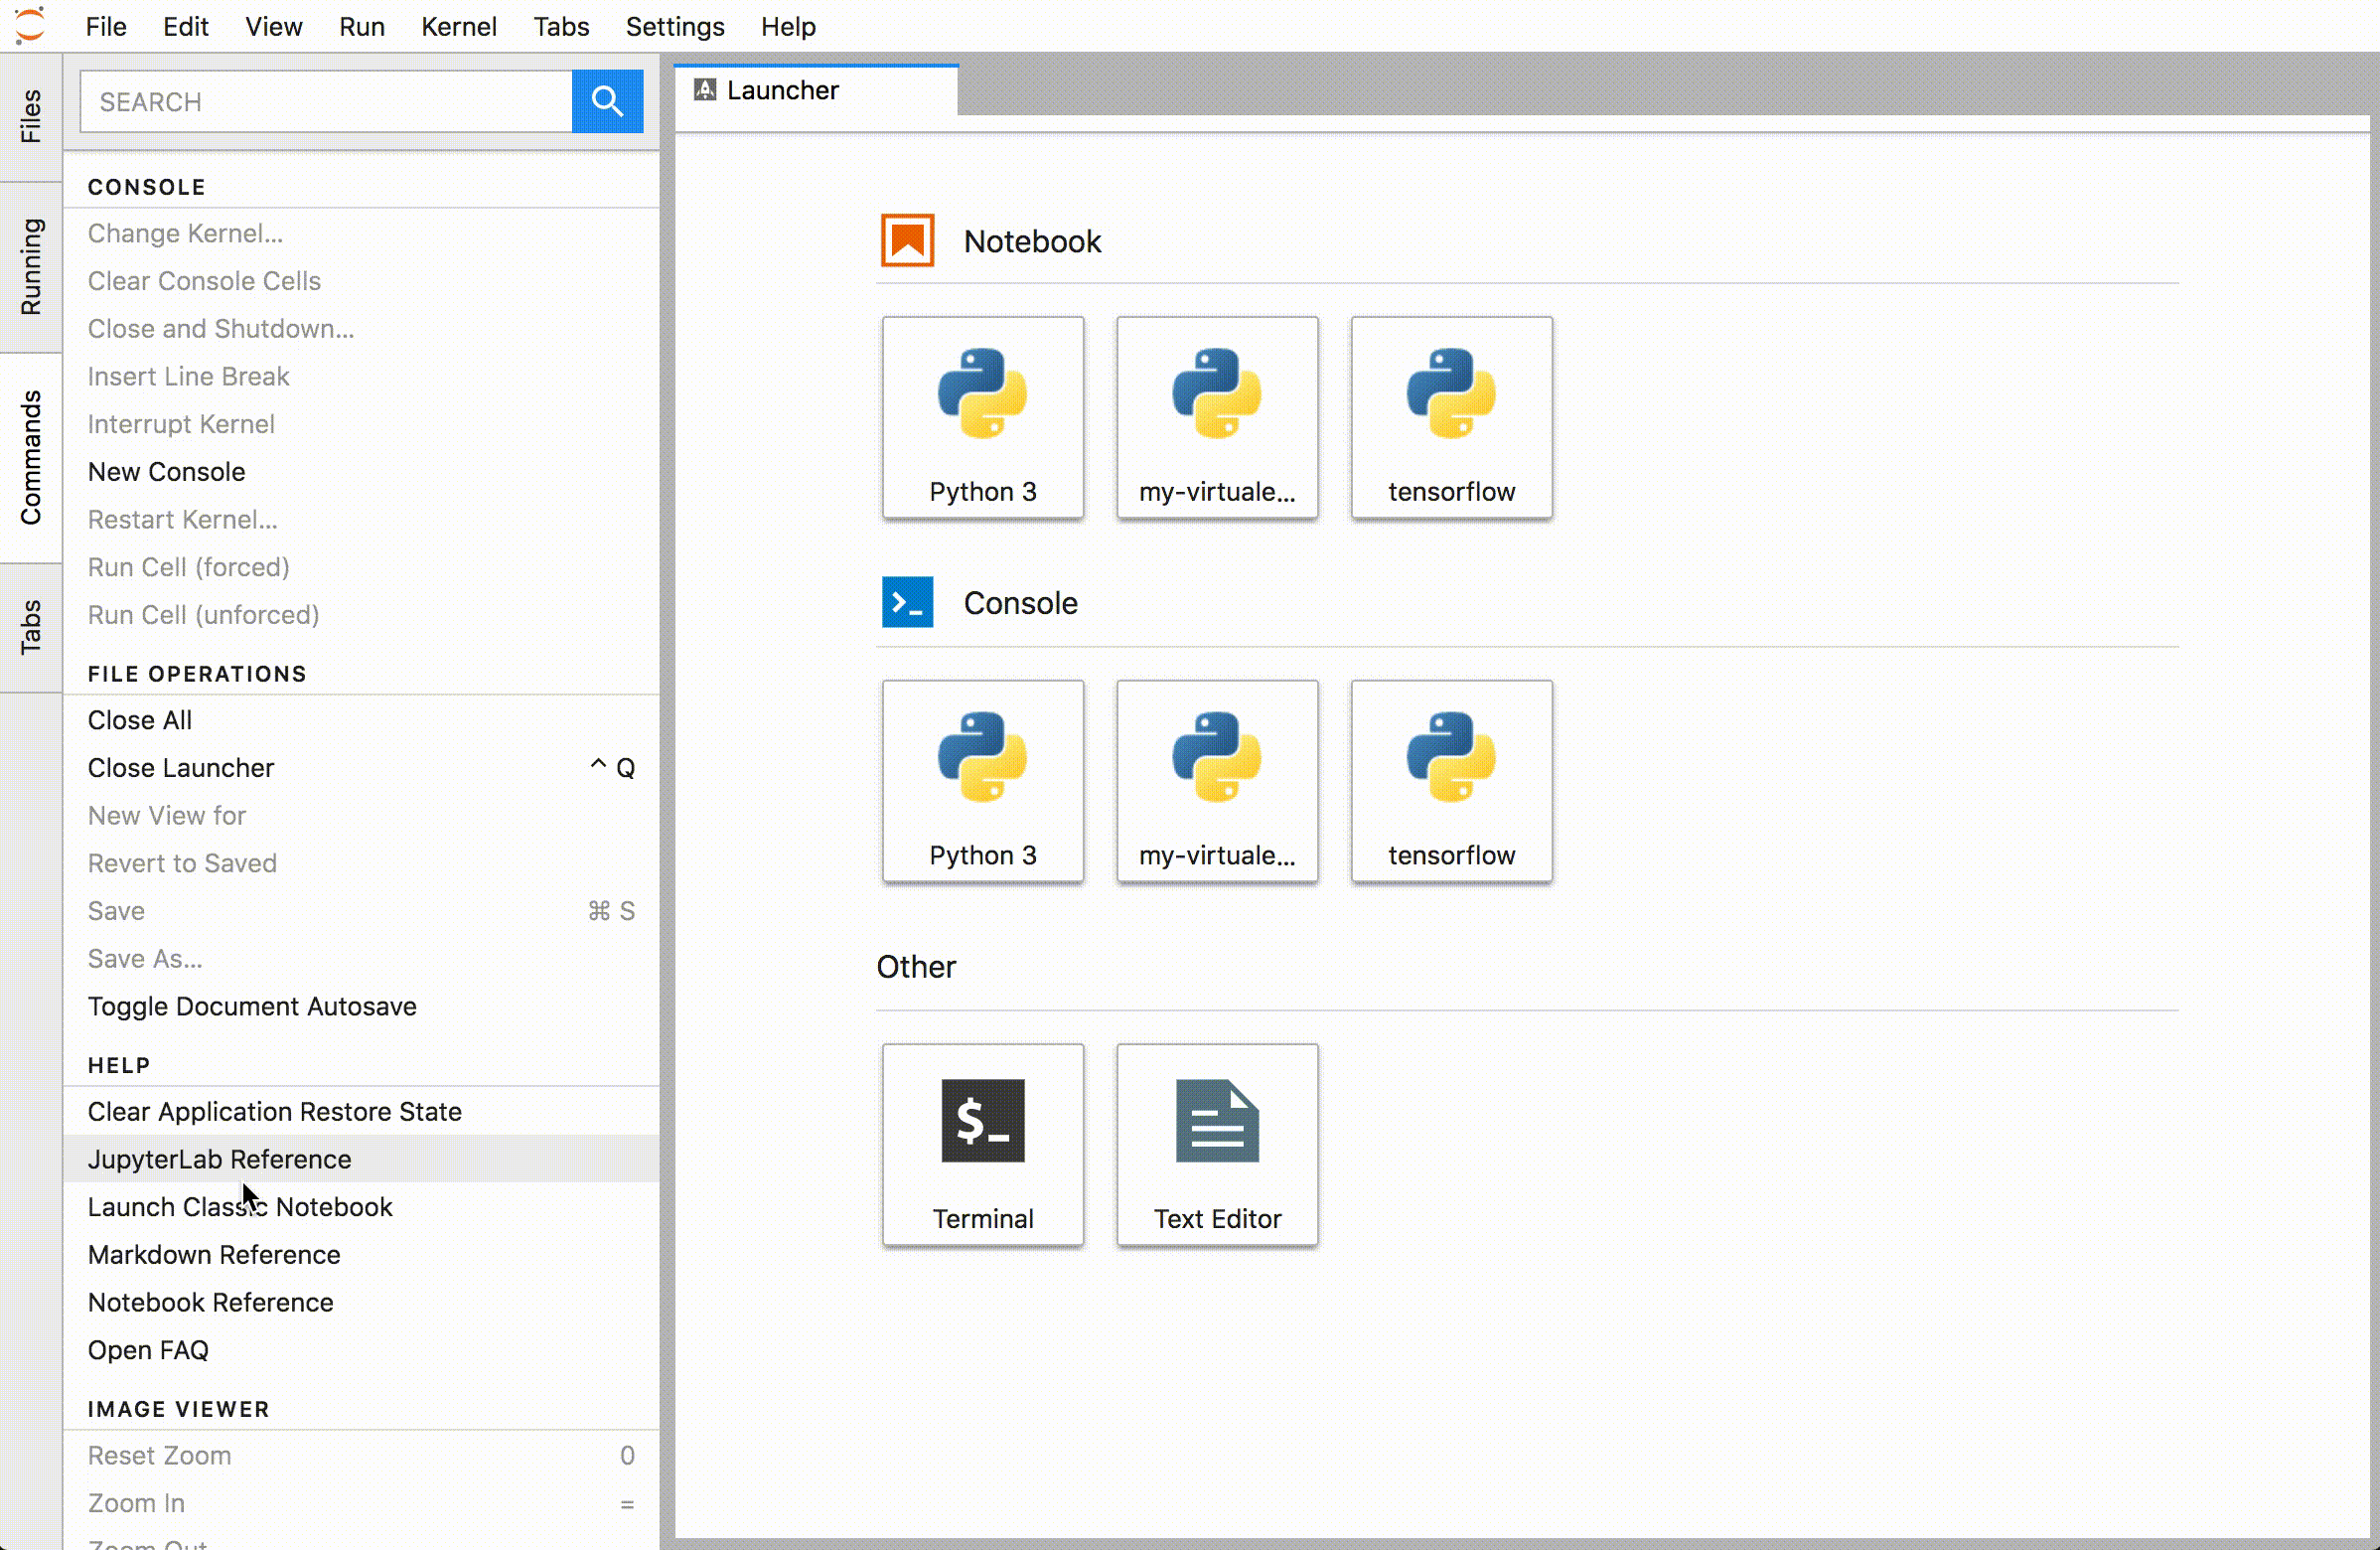 File Edit View Run Kernel Tabs Settings Help
Files
Running
Commands
Tabs
SEARCH
CONSOLE
Change Kernel...
Clear Console Cells
Close and Shutdown...
Insert Line Break
Interrupt Kernel
New Console
Restart Kernel...
Run Cell (forced)
Run Cell (unforced)
FILE OPERATIONS
Close All
Close Launcher ^ Q
New View for
Revert to Saved
Save ⌘ S
Save As...
Toggle Document Autosave
HELP
Clear Application Restore State
JupyterLab Reference
Launch Classic Notebook
Markdown Reference
Notebook Reference
Open FAQ
IMAGE VIEWER
Reset Zoom 0
Zoom In =
Zoom Out
Launcher
Notebook
Python 3 my-virtuale... tensorflow
Console
Python 3 my-virtuale... tensorflow
Other
$_
Terminal Text Editor